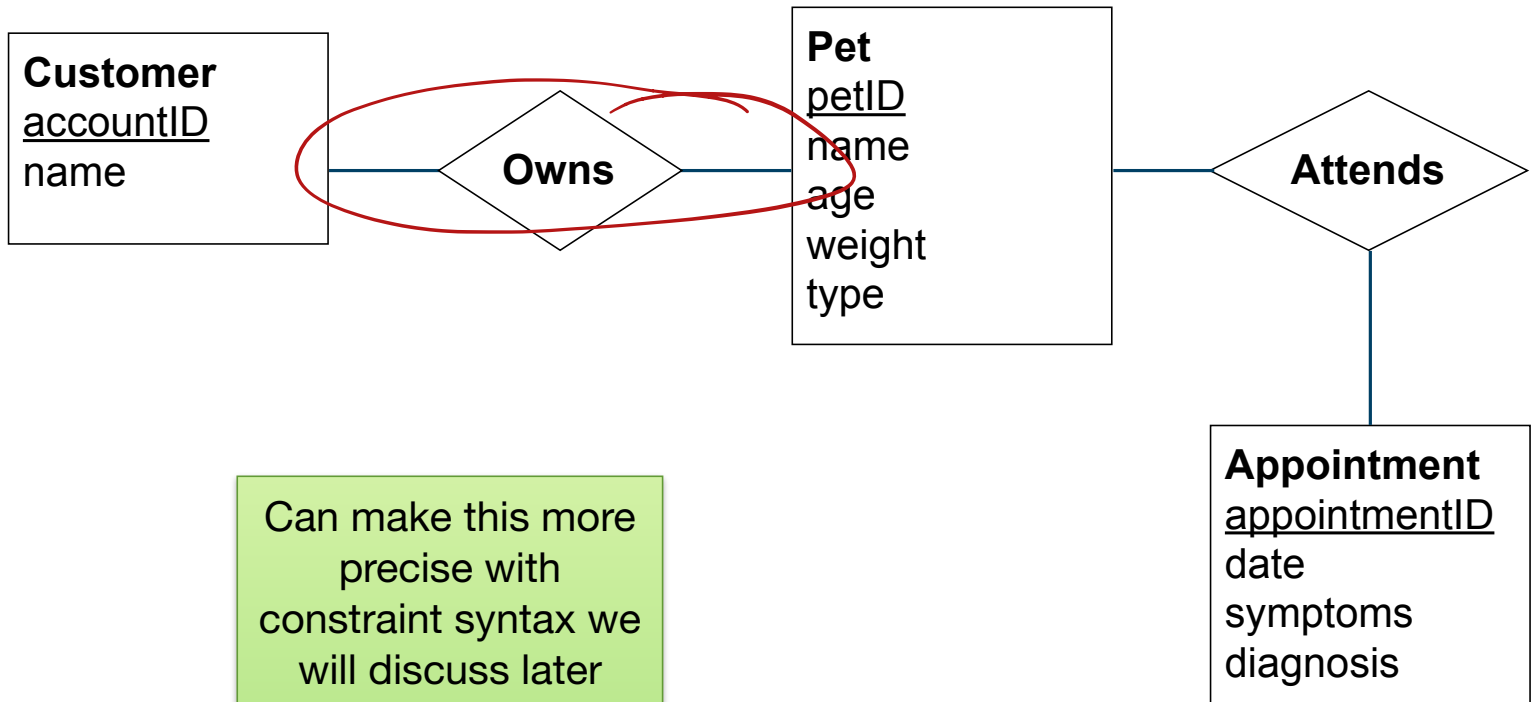 Customer
accountID
name
Owns
Pet
petID
name
age
weight
type
Attends
Appointment
appointmentID
date
symptoms
diagnosis
Can make this more
precise with
constraint syntax we
will discuss later